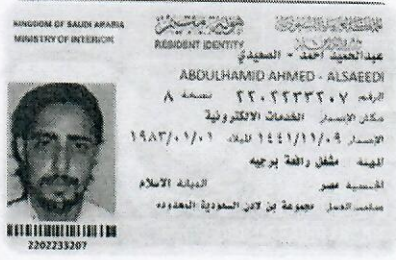 KINGDOM OF SAUDI ARABIA
MINISTRY OF INTERIOR
هوية مقيم
RESIDENT IDENTITY
عبدالحميد احمد - الصعيدي
ABDULHAMID AHMED - ALSAEEDI
الرقم ٢٢٠٢٢٣٣٢٠٧ نسخة ٨
مكان الإصدار الخدمات الالكترونية
الإصدار ١٤٤١/١١/٠٩ الميلاد ١٩٨٣/٠١/٠١
المهنة مشغل رافعة برجيه
الجنسية مصر الديانة الاسلام
صاحب العمل مجموعة بن لادن السعودية المحدوده
2202233207